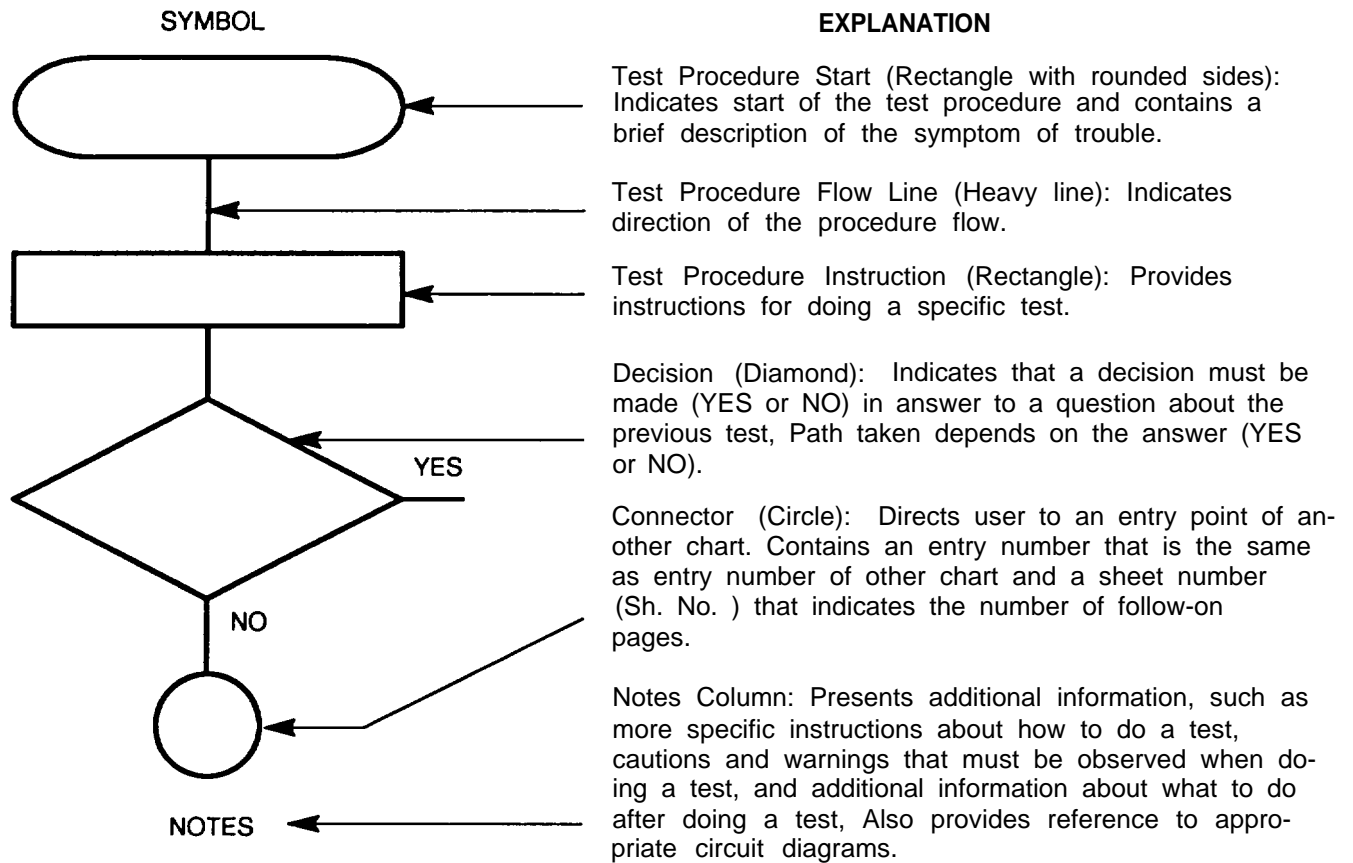 SYMBOL
EXPLANATION
Test Procedure Start (Rectangle with rounded sides):
Indicates start of the test procedure and contains a
brief description of the symptom of trouble.
Test Procedure Flow Line (Heavy line): Indicates
direction of the procedure flow.
Test Procedure Instruction (Rectangle): Provides
instructions for doing a specific test.
Decision (Diamond): Indicates that a decision must be
made (YES or NO) in answer to a question about the
previous test, Path taken depends on the answer (YES
or NO).
YES
Connector (Circle): Directs user to an entry point of an-
other chart. Contains an entry number that is the same
as entry number of other chart and a sheet number
(Sh. No. ) that indicates the number of follow-on
pages.
NO
Notes Column: Presents additional information, such as
more specific instructions about how to do a test,
cautions and warnings that must be observed when do-
ing a test, and additional information about what to do
after doing a test, Also provides reference to appro-
priate circuit diagrams.
NOTES